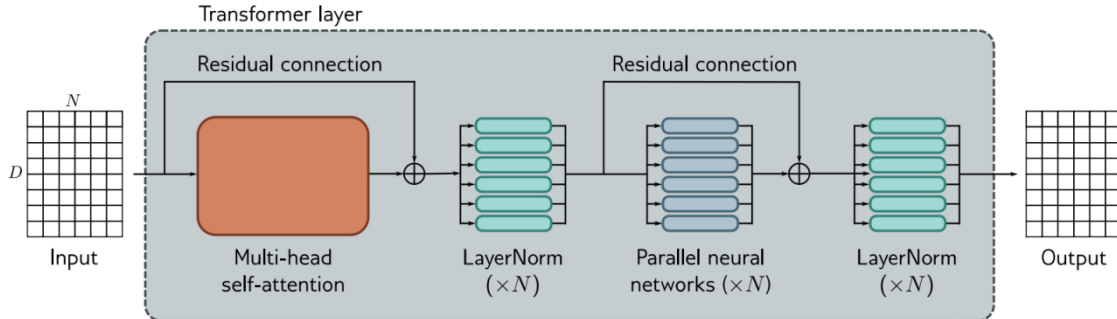 Transformer layer
Residual connection
Residual connection
N
D
Input
Multi-head
self-attention
LayerNorm
(×N)
Parallel neural
networks (×N)
LayerNorm
(×N)
Output